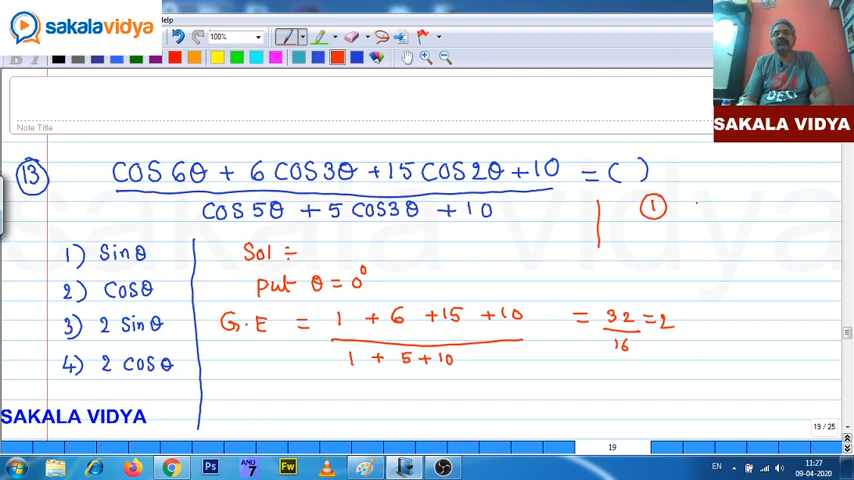 sakalavidya
Help
100%
B I
Note Title
SAKALA VIDYA
13
COS 6θ + 6 COS 3θ + 15 COS 2θ + 10
= ( )
COS 5θ + 5 COS 3θ + 10
1
1) Sinθ
2) COSθ
3) 2 Sinθ
4) 2 COSθ
Sol ÷
Put θ = 0°
G.E = 1 + 6 + 15 + 10 = 32 = 2
1 + 5 + 10
16
SAKALA VIDYA
19 / 25
19
Ps
7
Fw
EN
11:27
09-04-2020